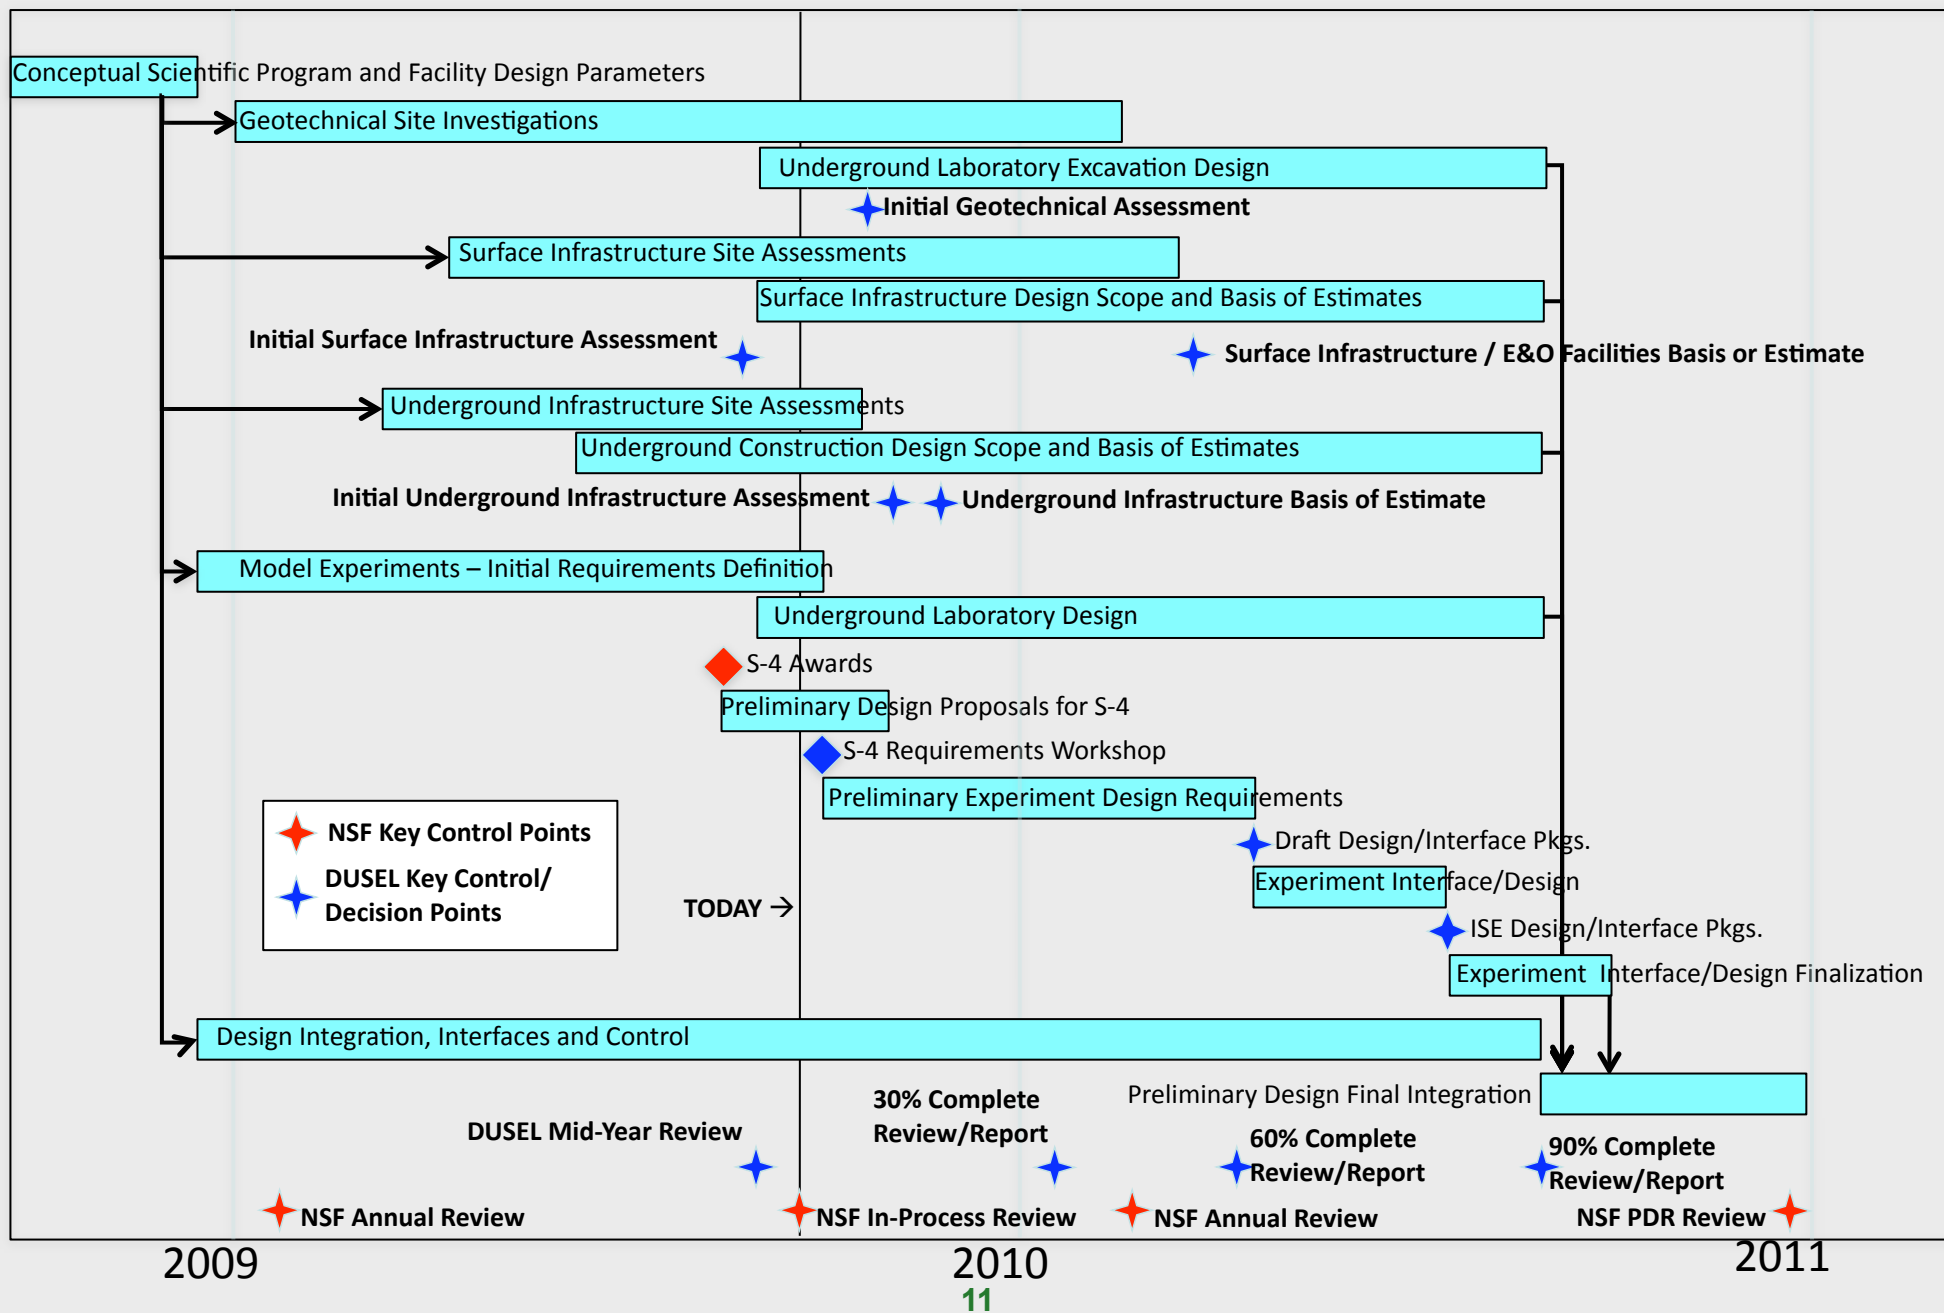 Conceptual Scientific Program and Facility Design Parameters
Geotechnical Site Investigations
Underground Laboratory Excavation Design
Initial Geotechnical Assessment
Surface Infrastructure Site Assessments
Surface Infrastructure Design Scope and Basis of Estimates
Initial Surface Infrastructure Assessment
Surface Infrastructure / E&O Facilities Basis or Estimate
Underground Infrastructure Site Assessments
Underground Construction Design Scope and Basis of Estimates
Initial Underground Infrastructure Assessment
Underground Infrastructure Basis of Estimate
Model Experiments – Initial Requirements Definition
Underground Laboratory Design
S-4 Awards
Preliminary Design Proposals for S-4
S-4 Requirements Workshop
Preliminary Experiment Design Requirements
NSF Key Control Points
DUSEL Key Control/
Decision Points
Draft Design/Interface Pkgs.
Experiment Interface/Design
TODAY →
ISE Design/Interface Pkgs.
Experiment Interface/Design Finalization
Design Integration, Interfaces and Control
Preliminary Design Final Integration
DUSEL Mid-Year Review
30% Complete
Review/Report
60% Complete
Review/Report
90% Complete
Review/Report
NSF Annual Review
NSF In-Process Review
NSF Annual Review
NSF PDR Review
2009
2010
2011
11